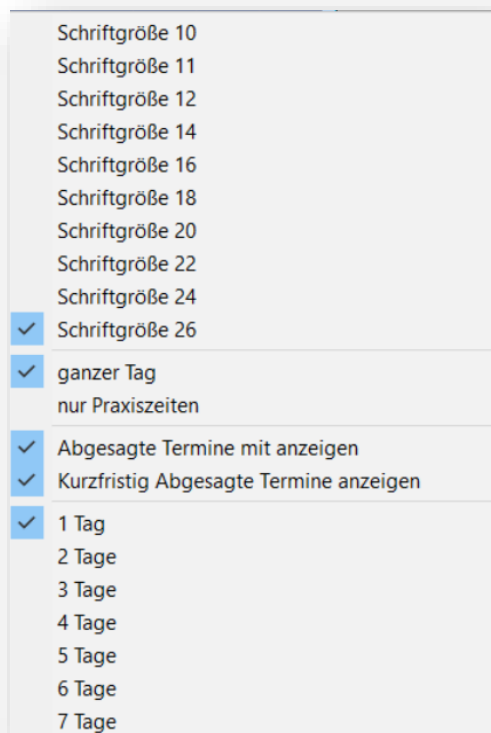 Schriftgröße 10
Schriftgröße 11
Schriftgröße 12
Schriftgröße 14
Schriftgröße 16
Schriftgröße 18
Schriftgröße 20
Schriftgröße 22
Schriftgröße 24
Schriftgröße 26
ganzer Tag
nur Praxiszeiten
Abgesagte Termine mit anzeigen
Kurzfristig Abgesagte Termine anzeigen
1 Tag
2 Tage
3 Tage
4 Tage
5 Tage
6 Tage
7 Tage